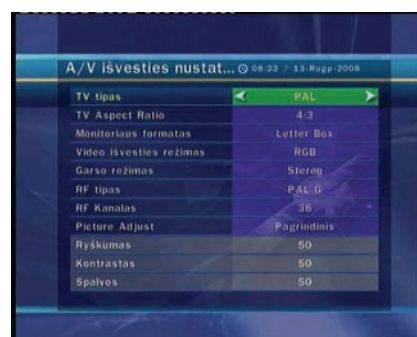 A/V išvesties nustat... 08:22 / 13-Rugp-2008
TV tipas PAL
TV Aspect Ratio 4:3
Monitoriaus formatas Letter Box
Video išvesties režimas RGB
Garso režimas Stereo
RF tipas PAL G
RF Kanalas 36
Picture Adjust Pagrindinis
Ryškumas 50
Kontrastas 50
Spalvos 50